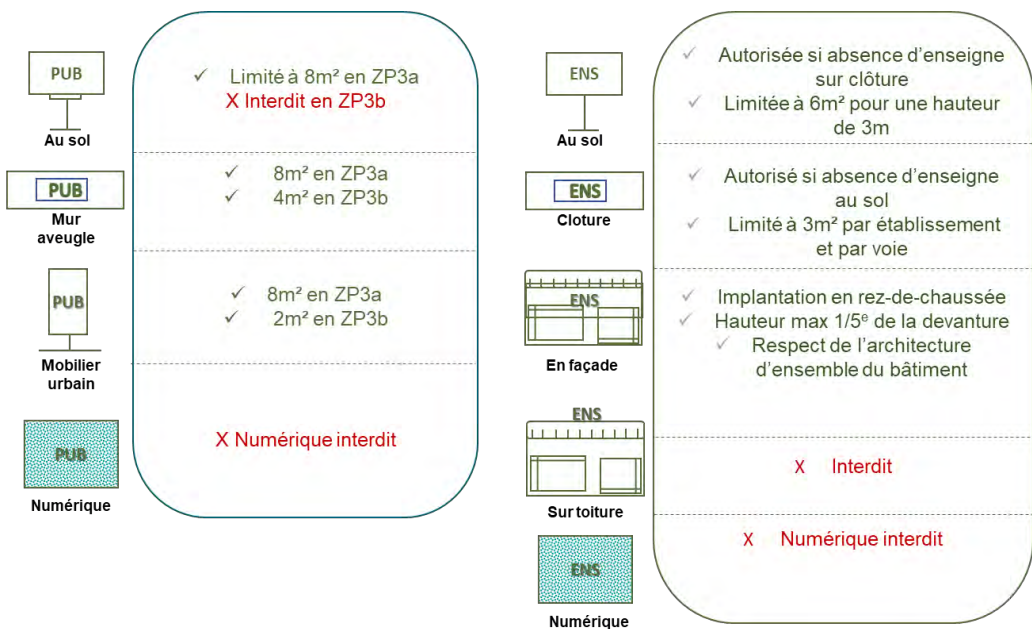 PUB
Au sol
✓ Limité à 8m² en ZP3a
X Interdit en ZP3b
PUB
Mur
aveugle
✓ 8m² en ZP3a
✓ 4m² en ZP3b
PUB
Mobilier
urbain
✓ 8m² en ZP3a
✓ 2m² en ZP3b
PUB
Numérique
X Numérique interdit
ENS
Au sol
✓ Autorisée si absence d'enseigne
sur clôture
✓ Limitée à 6m² pour une hauteur
de 3m
ENS
Cloture
✓ Autorisé si absence d'enseigne
au sol
✓ Limité à 3m² par établissement
et par voie
ENS
En façade
✓ Implantation en rez-de-chaussée
✓ Hauteur max 1/5e de la devanture
✓ Respect de l'architecture
d'ensemble du bâtiment
ENS
Sur toiture
X Interdit
ENS
Numérique
X Numérique interdit